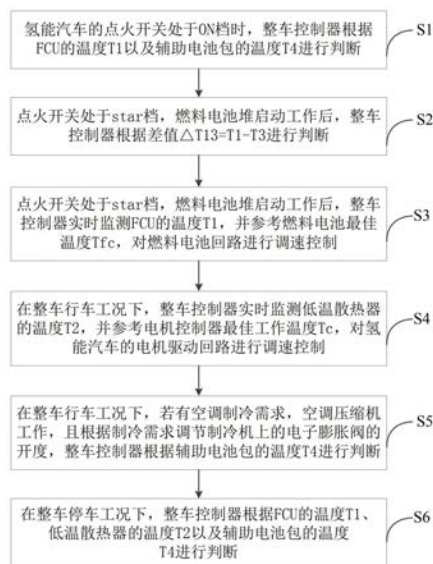 氢能汽车的点火开关处于ON档时，整车控制器根据
FCU的温度T1以及辅助电池包的温度T4进行判断
S1
点火开关处于star档，燃料电池堆启动工作后，整车
控制器根据差值△T13=T1-T3进行判断
S2
点火开关处于star档，燃料电池堆启动工作后，整车
控制器实时监测FCU的温度T1，并参考燃料电池最佳
温度Tfc，对燃料电池回路进行调速控制
S3
在整车行车工况下，整车控制器实时监测低温散热器
的温度T2，并参考电机控制器最佳工作温度Tc，对氢
能汽车的电机驱动回路进行调速控制
S4
在整车行车工况下，若有空调制冷需求，空调压缩机
工作，且根据制冷需求调节制冷机上的电子膨胀阀的
开度，整车控制器根据辅助电池包的温度T4进行判断
S5
在整车停车工况下，整车控制器根据FCU的温度T1、
低温散热器的温度T2以及辅助电池包的温度
T4进行判断
S6